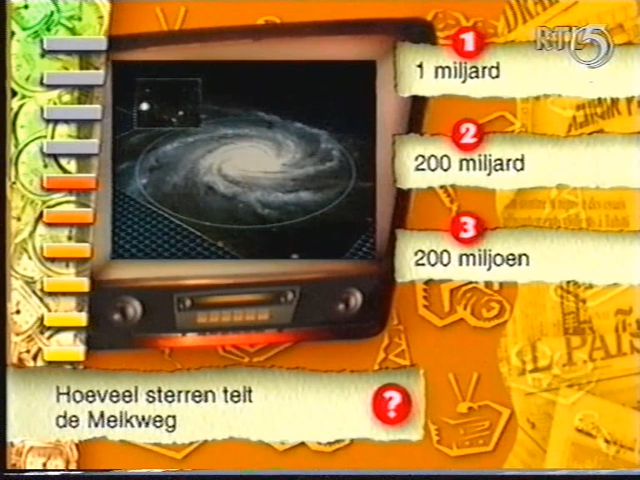 RTL5
1
1 miljard
2
200 miljard
3
200 miljoen
Hoeveel sterren telt
de Melkweg
?